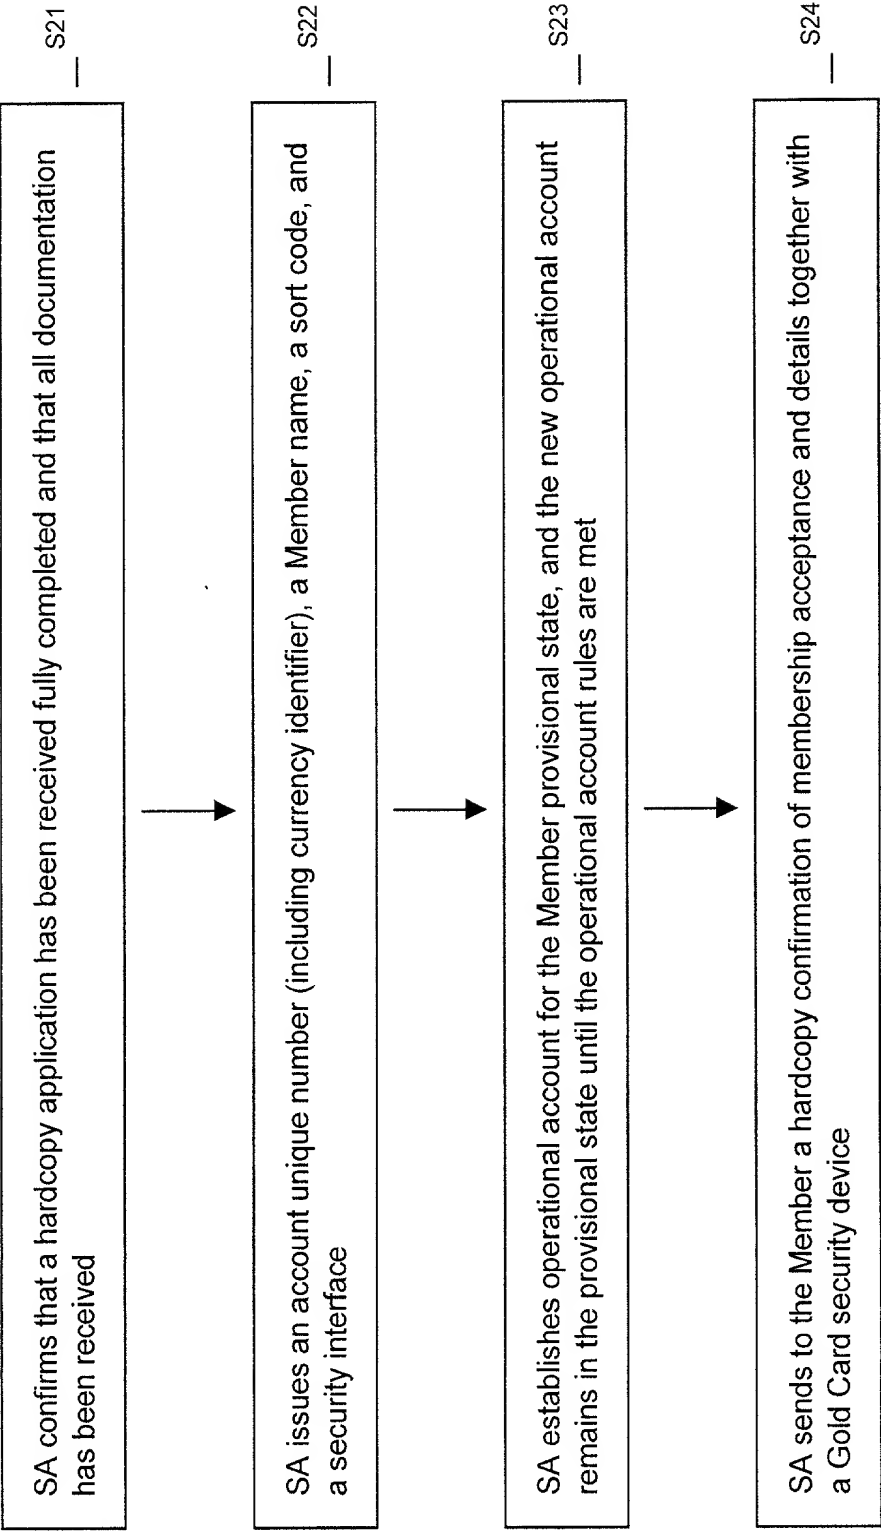 SA confirms that a hardcopy application has been received fully completed and that all documentation
has been received
S21
SA issues an account unique number (including currency identifier), a Member name, a sort code, and
a security interface
S22
SA establishes operational account for the Member provisional state, and the new operational account
remains in the provisional state until the operational account rules are met
S23
SA sends to the Member a hardcopy confirmation of membership acceptance and details together with
a Gold Card security device
S24